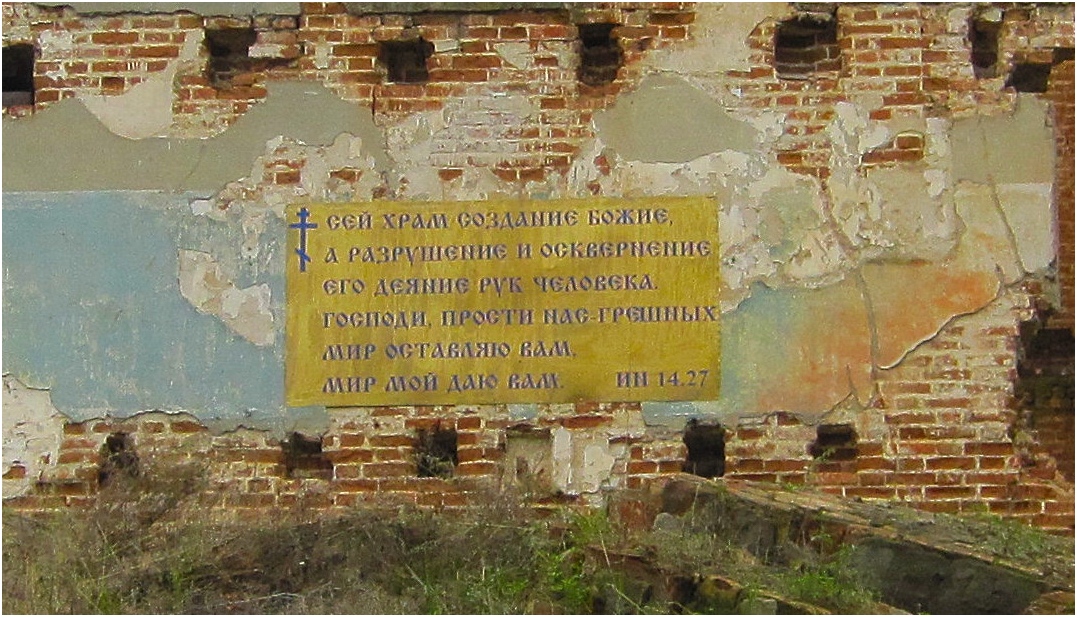 СЕЙ ХРАМ СОЗДАНИЕ БОЖИЕ,
А РАЗРУШЕНИЕ И ОСКВЕРНЕНИЕ
ЕГО ДЕЯНИЕ РУК ЧЕЛОВЕКА.
ГОСПОДИ, ПРОСТИ НАС-ГРЕШНЫХ
МИР ОСТАВЛЯЮ ВАМ,
МИР МОЙ ДАЮ ВАМ. ИН 14.27